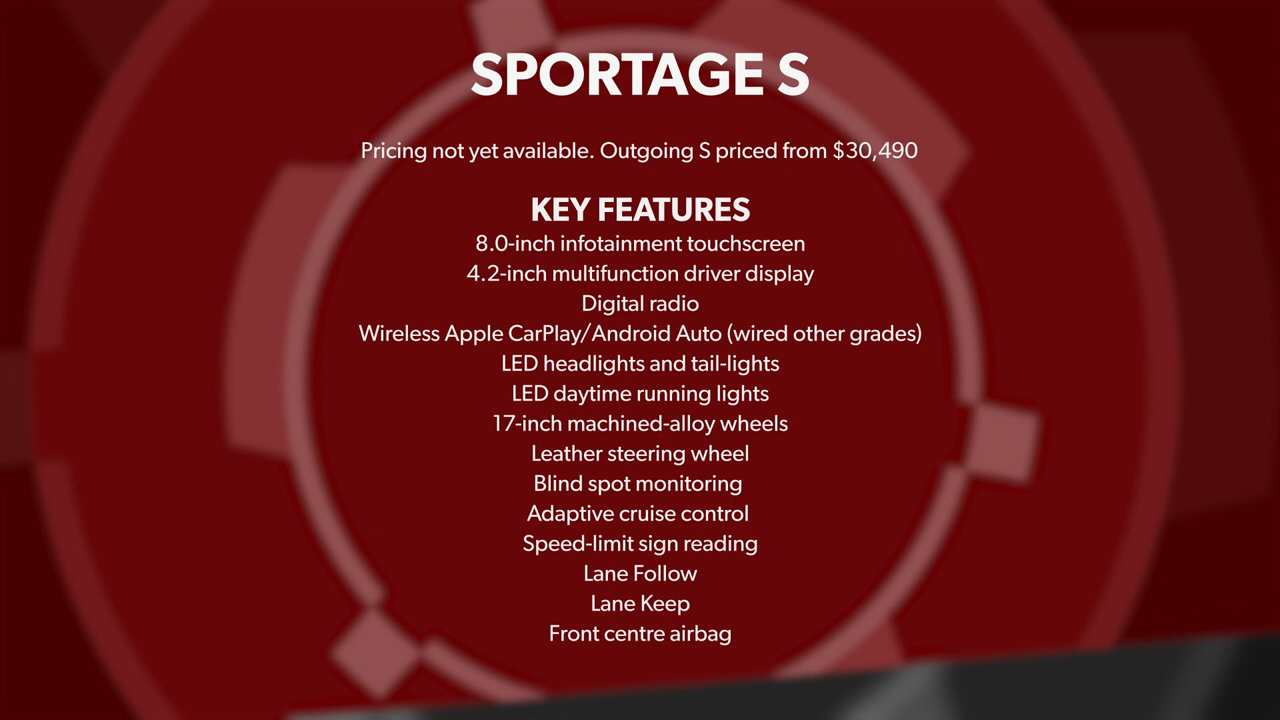 SPORTAGE S
Pricing not yet available. Outgoing S priced from $30,490
KEY FEATURES
8.0-inch infotainment touchscreen
4.2-inch multifunction driver display
Digital radio
Wireless Apple CarPlay/Android Auto (wired other grades)
LED headlights and tail-lights
LED daytime running lights
17-inch machined-alloy wheels
Leather steering wheel
Blind spot monitoring
Adaptive cruise control
Speed-limit sign reading
Lane Follow
Lane Keep
Front centre airbag